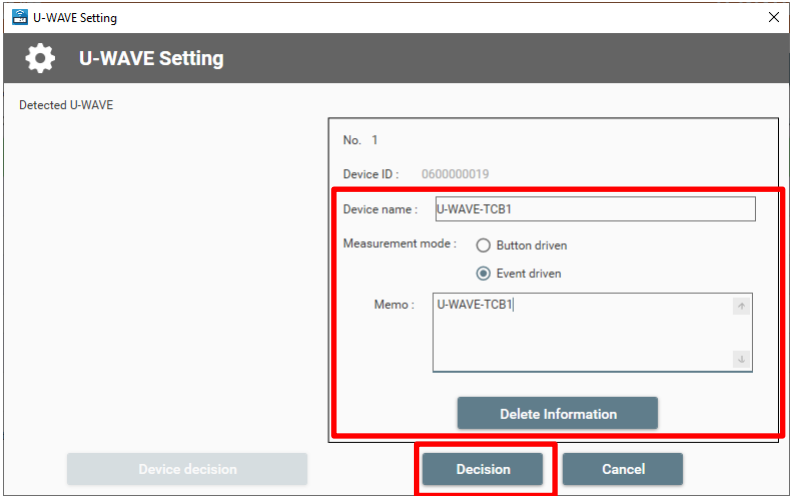 U-WAVE Setting
U-WAVE Setting
Detected U-WAVE
No. 1
Device ID : 0600000019
Device name : U-WAVE-TCB1
Measurement mode : Button driven
Event driven
Memo : U-WAVE-TCB1
Delete Information
Device decision Decision Cancel